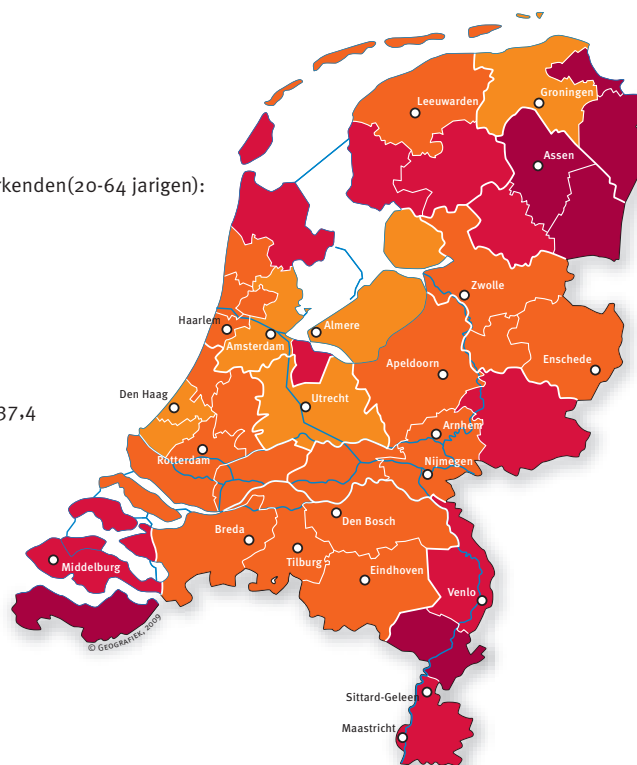 Groningen
Leeuwarden
Assen
rkenden(20-64 jarigen):
Zwolle
Haarlem
Almere
Amsterdam
Enschede
Apeldoorn
Den Haag
37,4
Utrecht
Arnhem
Rotterdam
Nijmegen
Den Bosch
Breda
Tilburg
Middelburg
Eindhoven
Venlo
© GEOGRAFIEK, 2009
Sittard-Geleen
Maastricht